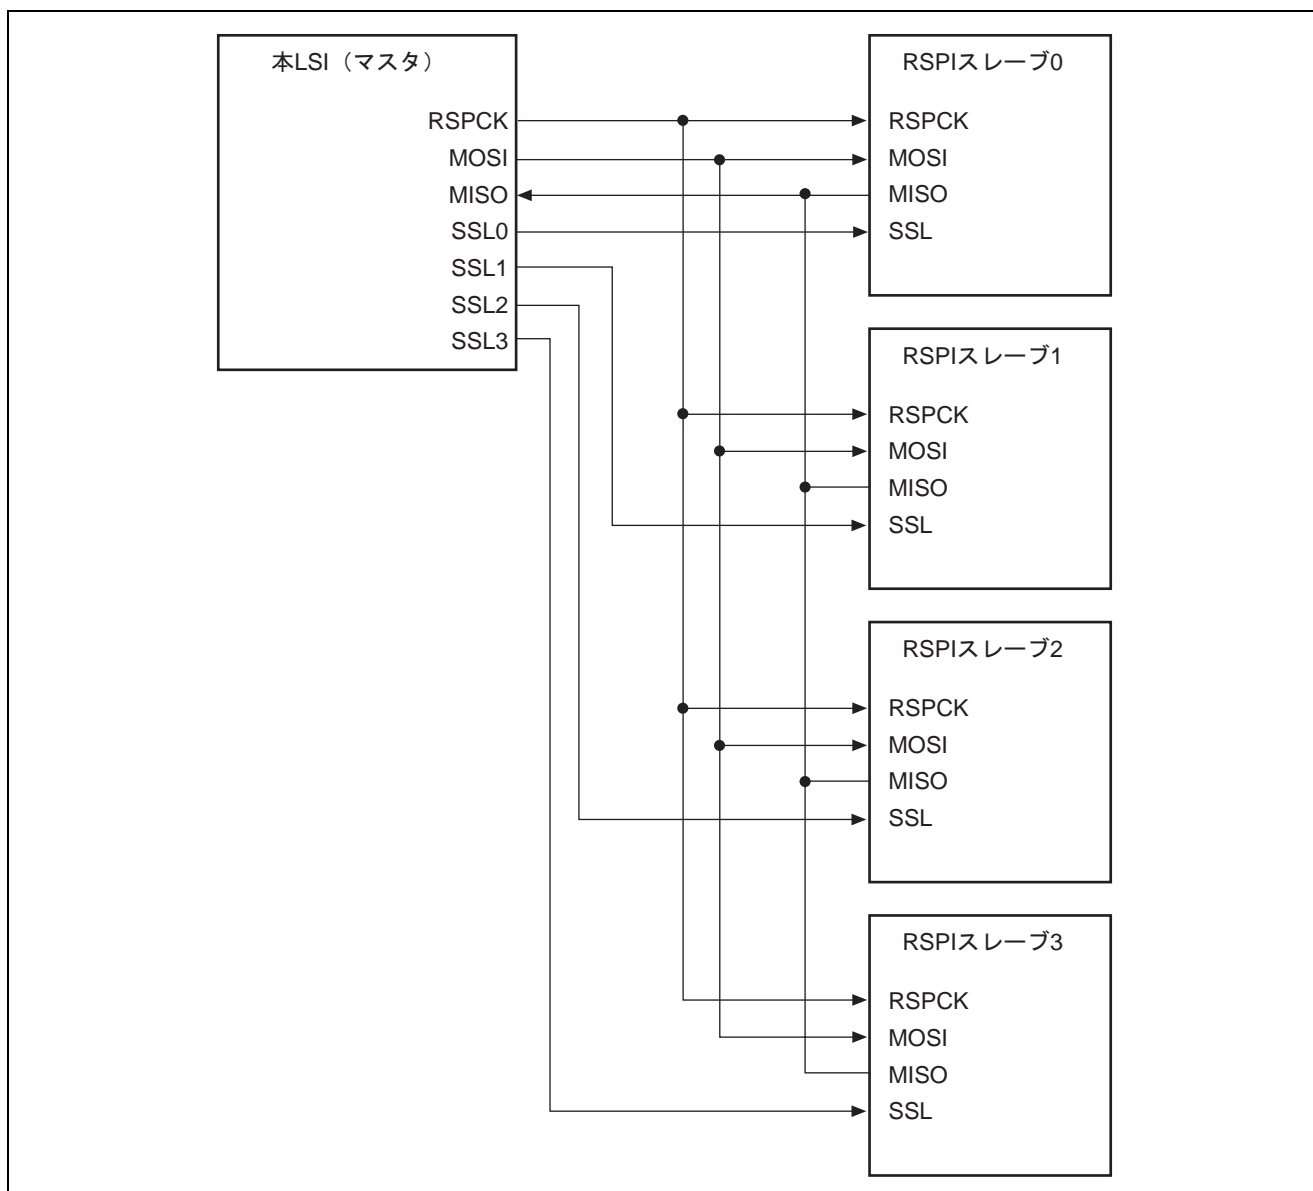 本LSI（マスタ）
RSPCK
MOSI
MISO
SSL0
SSL1
SSL2
SSL3
RSPIスレーブ0
RSPCK
MOSI
MISO
SSL
RSPIスレーブ1
RSPCK
MOSI
MISO
SSL
RSPIスレーブ2
RSPCK
MOSI
MISO
SSL
RSPIスレーブ3
RSPCK
MOSI
MISO
SSL